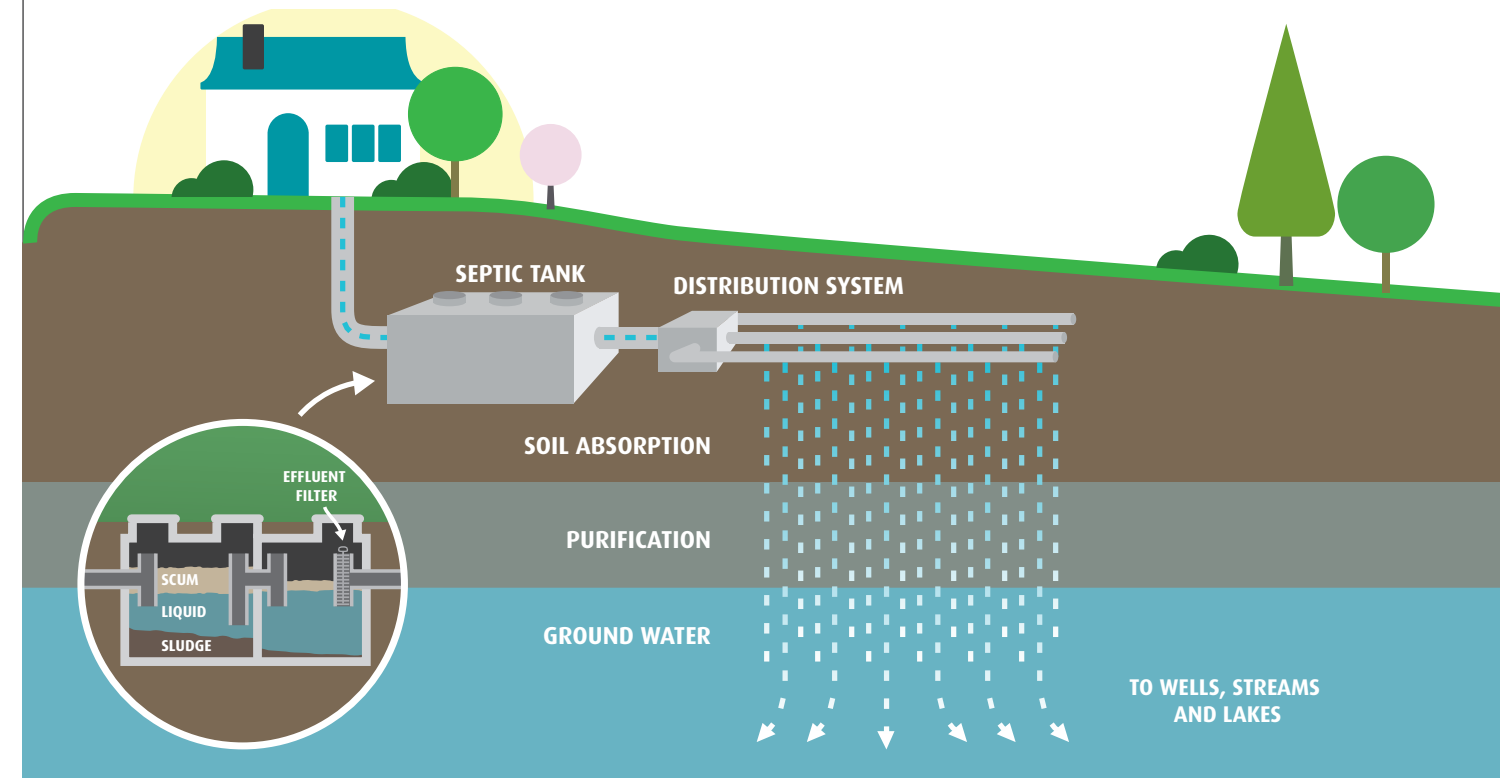 SEPTIC TANK
DISTRIBUTION SYSTEM
SOIL ABSORPTION
EFFLUENT
FILTER
PURIFICATION
SCUM
LIQUID
SLUDGE
GROUND WATER
TO WELLS, STREAMS
AND LAKES